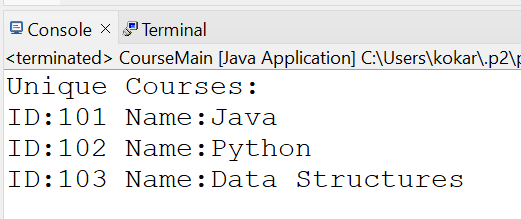 Console × Terminal
<terminated> CourseMain [Java Application] C:\Users\kokar\.p2\p
Unique Courses:
ID:101 Name:Java
ID:102 Name:Python
ID:103 Name:Data Structures